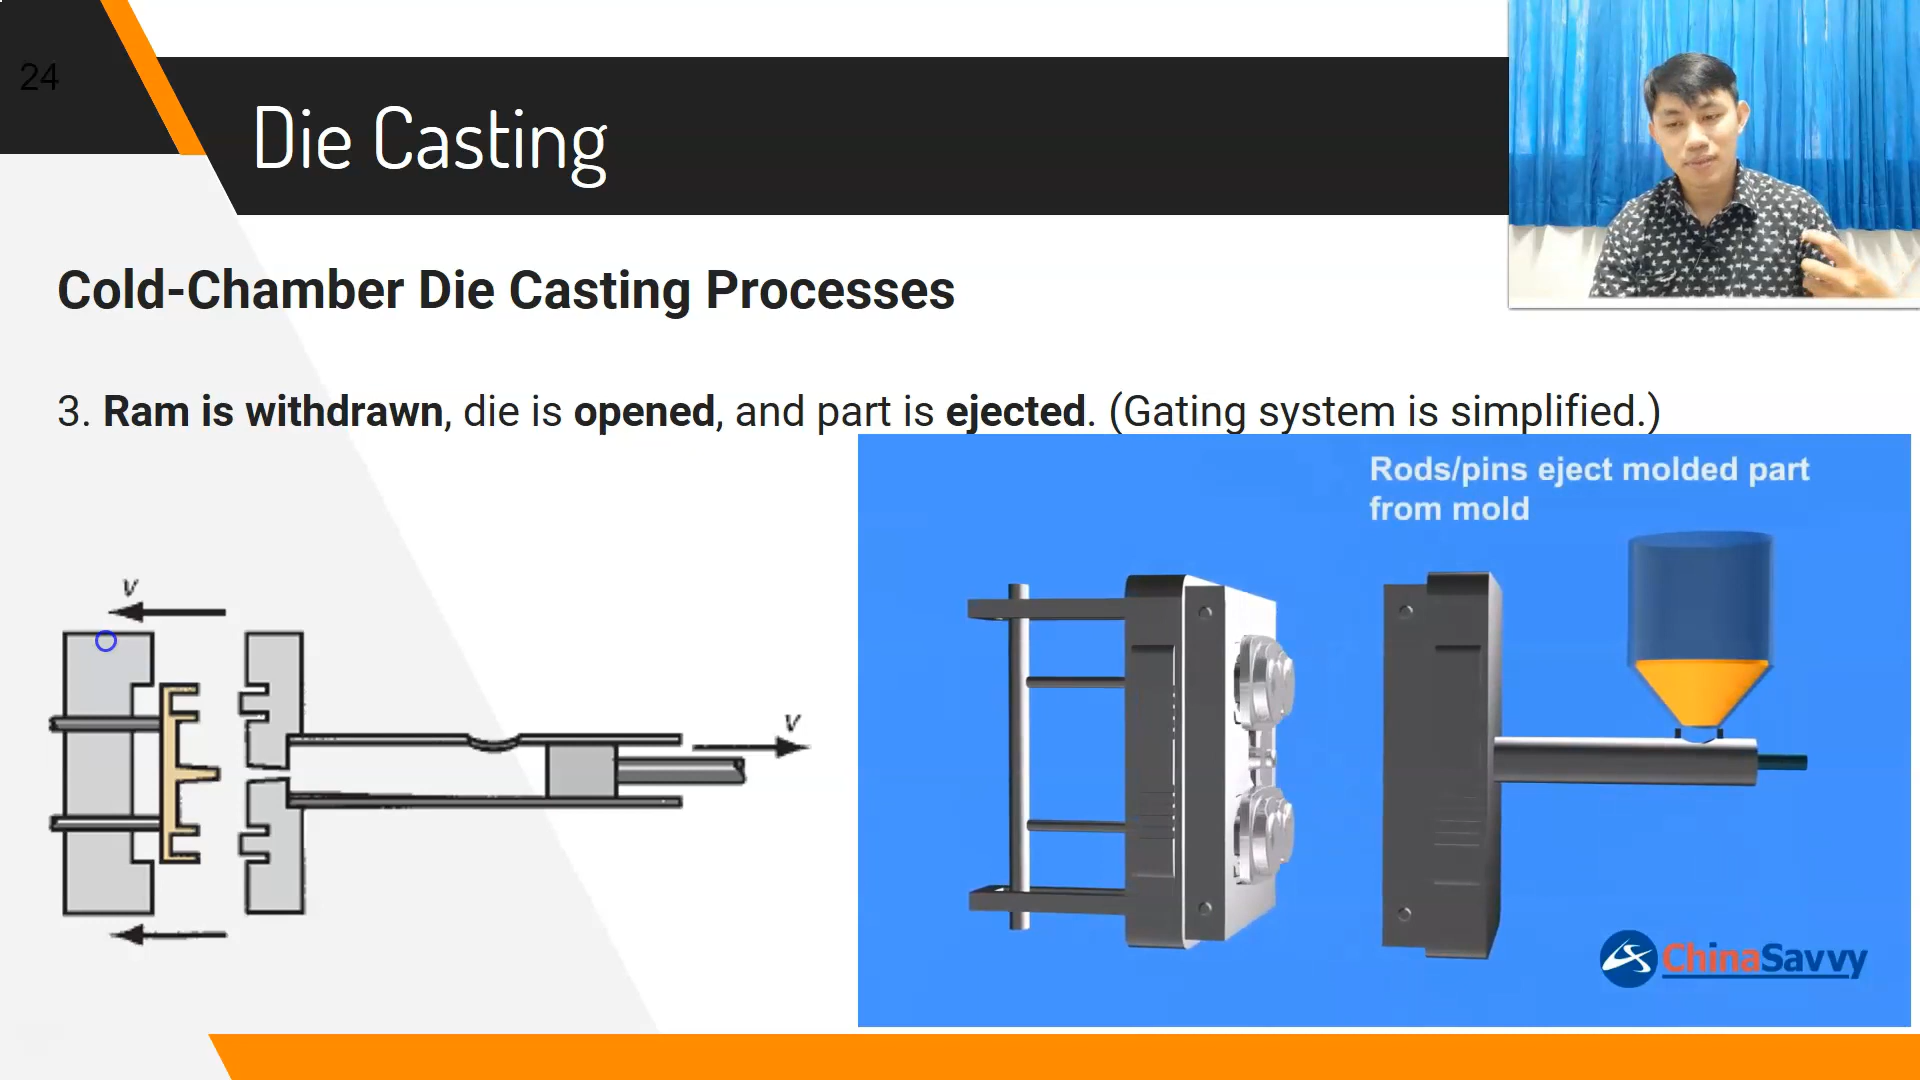 24
Die Casting
Cold-Chamber Die Casting Processes
3. Ram is withdrawn, die is opened, and part is ejected. (Gating system is simplified.)
Rods/pins eject molded part
from mold
v
v
ChinaSavvy